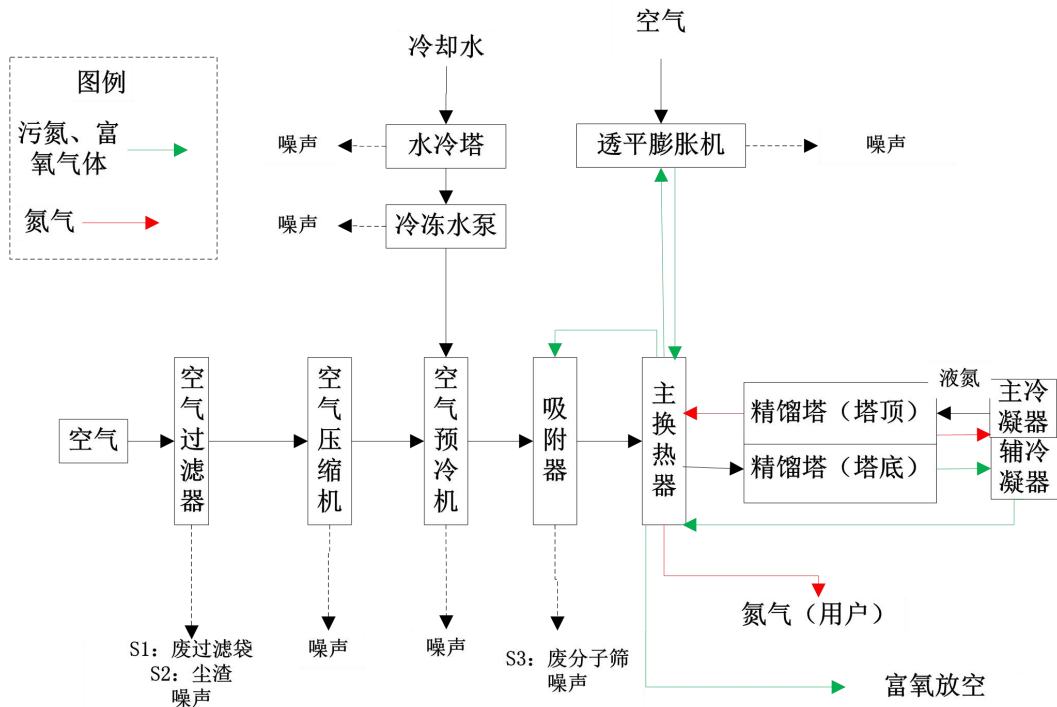 空气
冷却水
图例
污氮、富
氧气体
氮气
噪声
水冷塔
透平膨胀机
噪声
噪声
冷冻水泵
空气
空气过滤器
空气压缩机
空气预冷机
吸附器
主换热器
精馏塔（塔顶）
精馏塔（塔底）
液氮
主冷
凝器
辅冷
凝器
S1：废过滤袋
S2：尘渣
噪声
噪声
噪声
S3：废分子筛
噪声
氮气（用户）
富氧放空